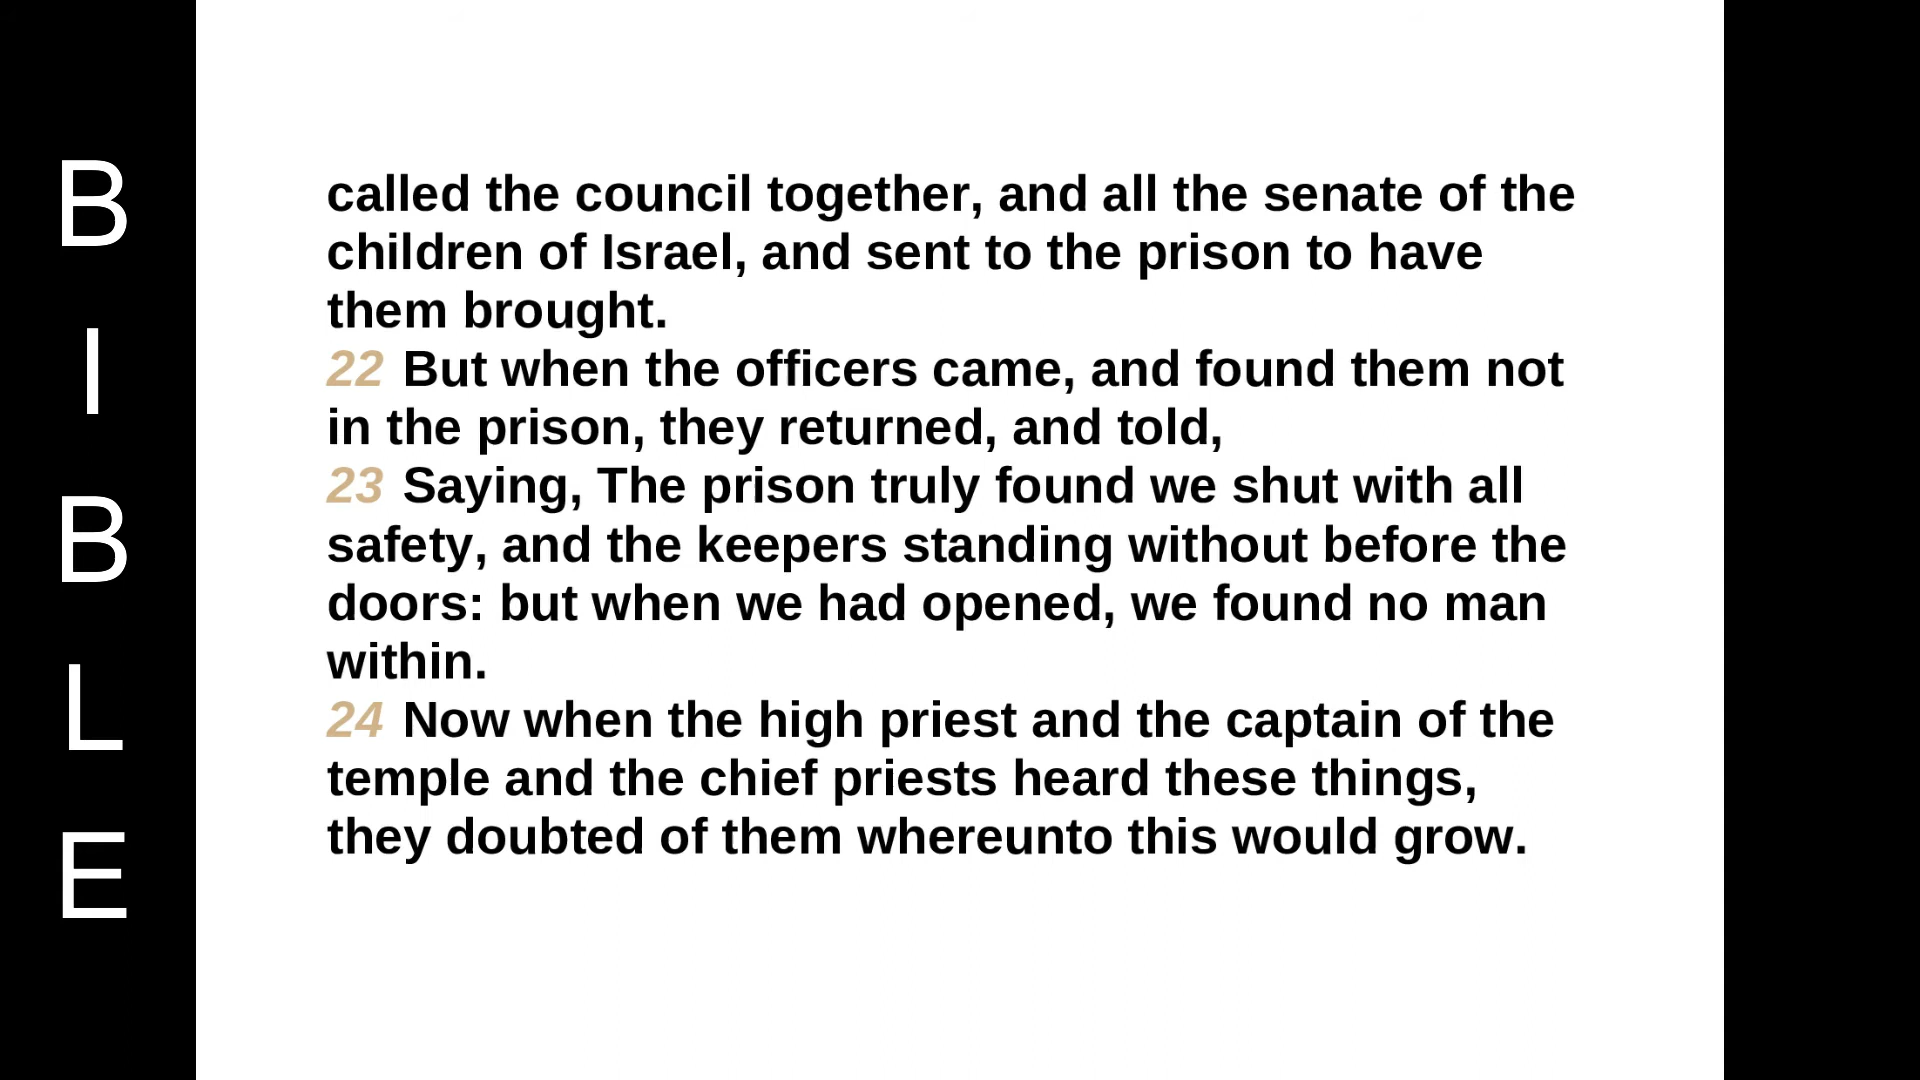 B
I
B
L
E
called the council together, and all the senate of the
children of Israel, and sent to the prison to have
them brought.
22 But when the officers came, and found them not
in the prison, they returned, and told,
23 Saying, The prison truly found we shut with all
safety, and the keepers standing without before the
doors: but when we had opened, we found no man
within.
24 Now when the high priest and the captain of the
temple and the chief priests heard these things,
they doubted of them whereunto this would grow.